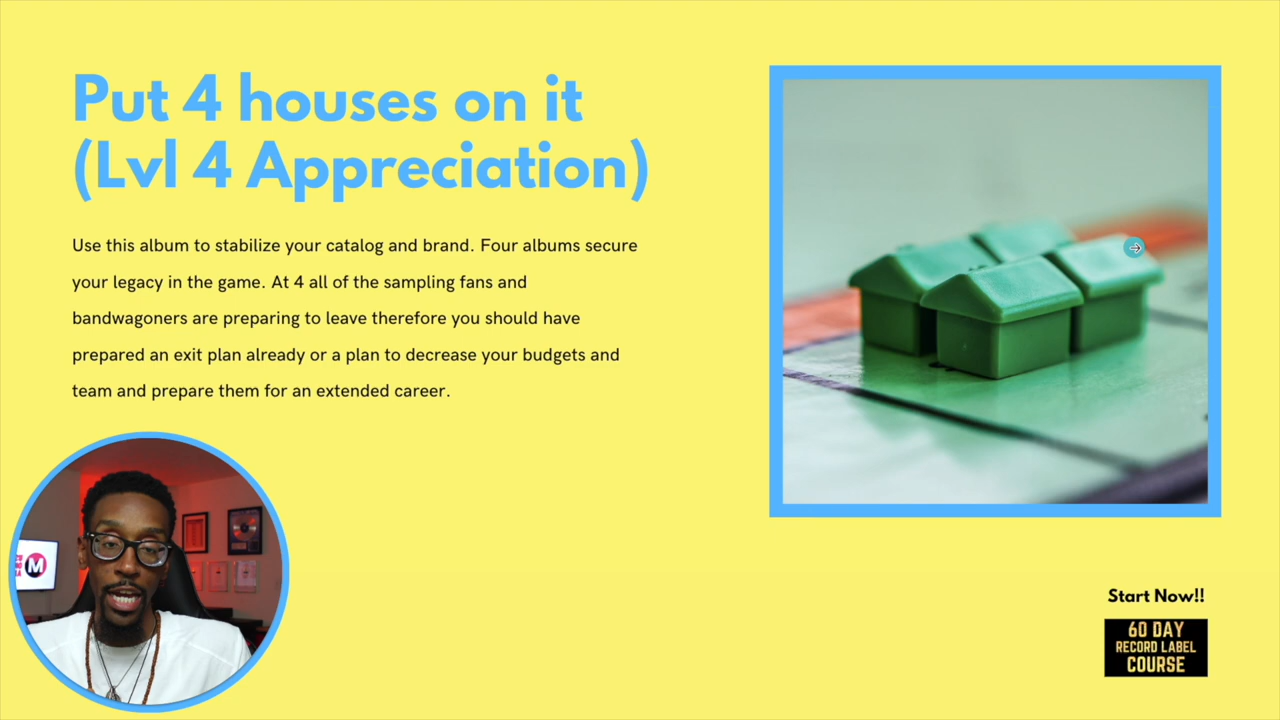 Put 4 houses on it
(Lvl 4 Appreciation)
Use this album to stabilize your catalog and brand. Four albums secure
your legacy in the game. At 4 all of the sampling fans and
bandwagoners are preparing to leave therefore you should have
prepared an exit plan already or a plan to decrease your budgets and
team and prepare them for an extended career.
M
Start Now!!
60 DAY
RECORD LABEL
COURSE